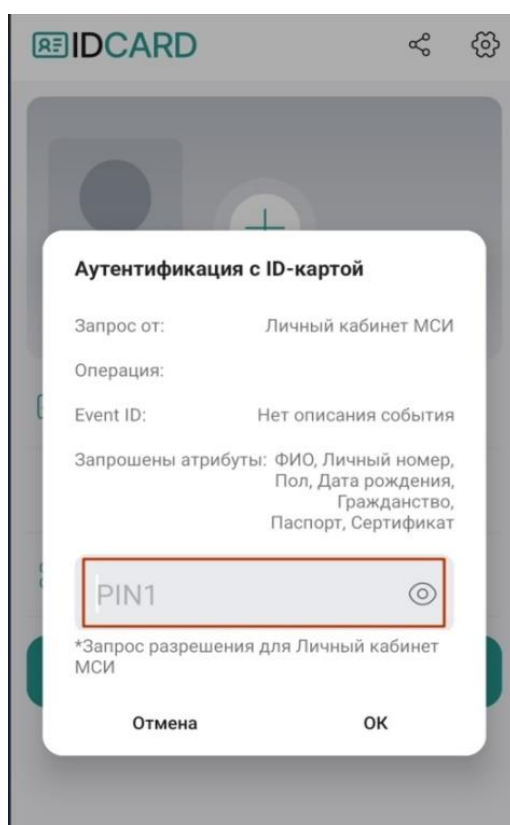 IDCARD
Аутентификация с ID-картой
Запрос от: Личный кабинет МСИ
Операция:
Event ID: Нет описания события
Запрошены атрибуты: ФИО, Личный номер,
Пол, Дата рождения,
Гражданство,
Паспорт, Сертификат
PIN1
*Запрос разрешения для Личный кабинет
МСИ
Отмена ОК